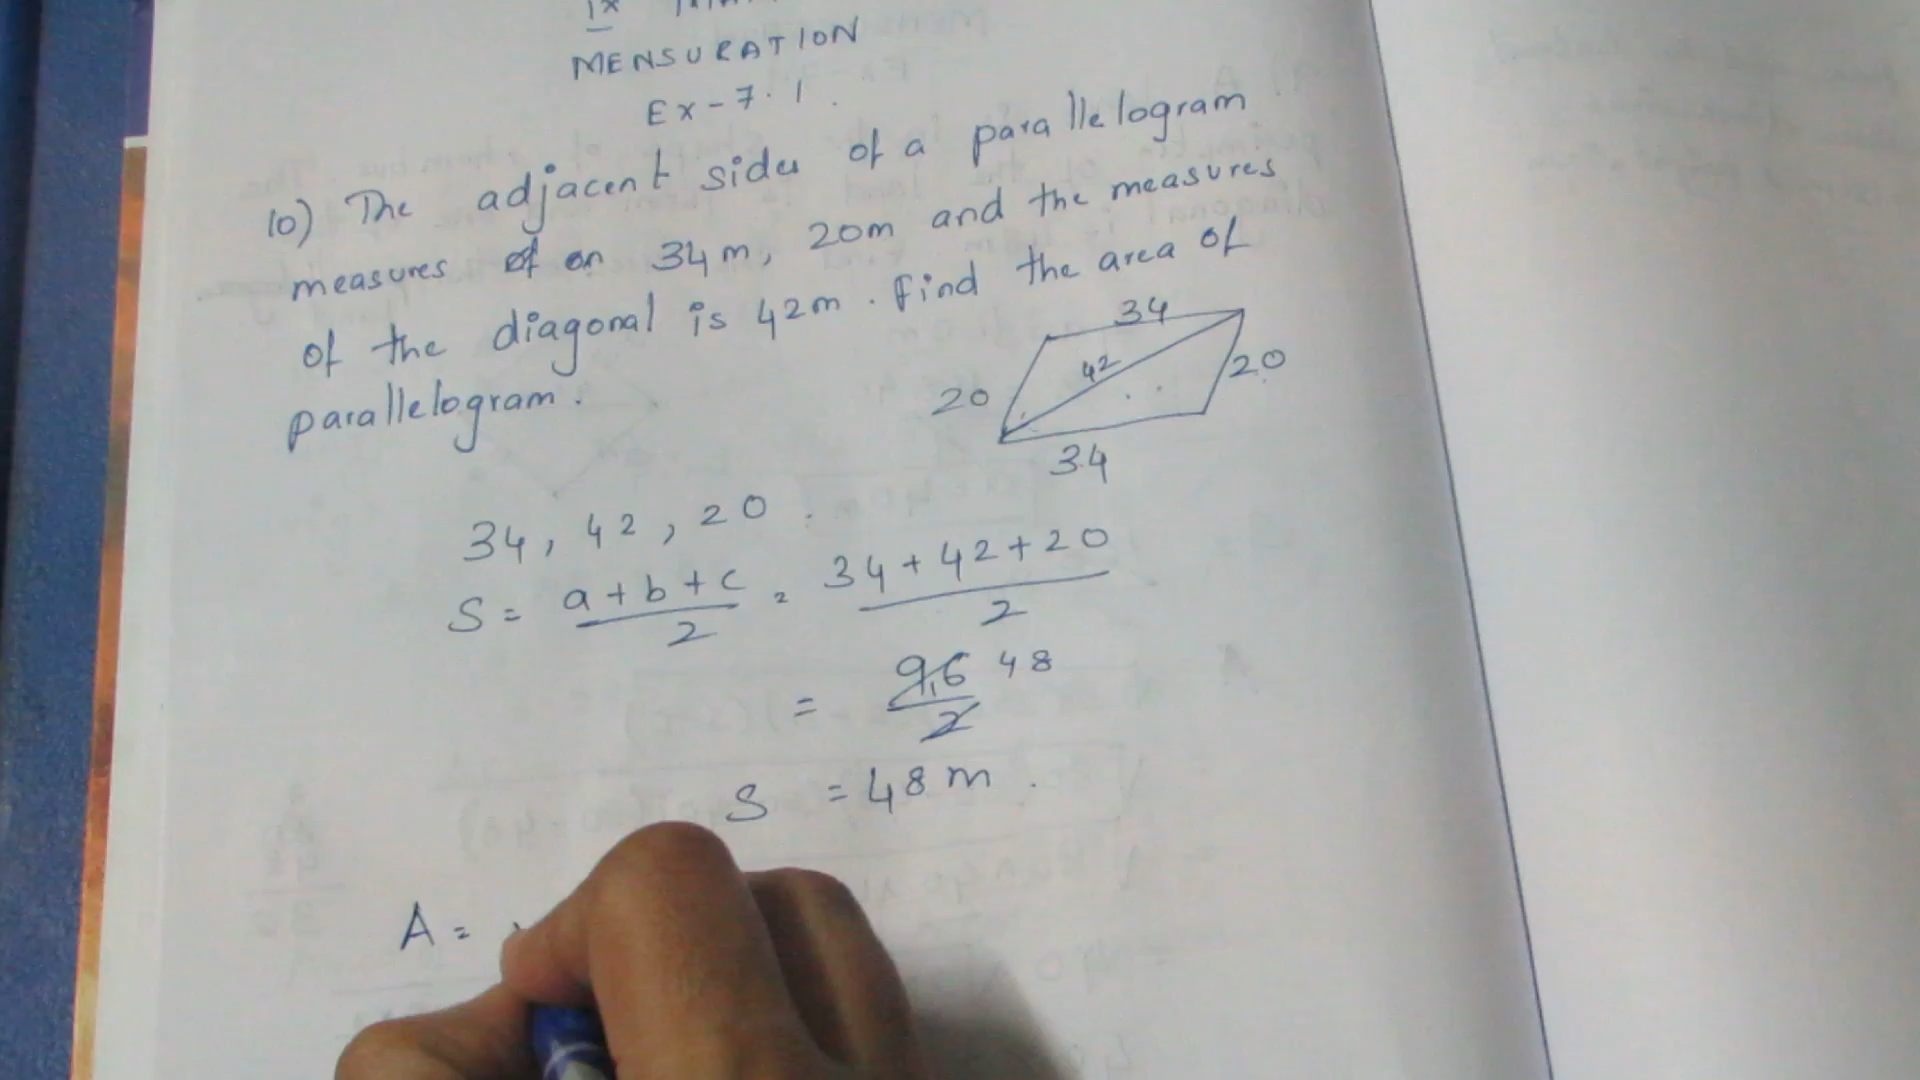 IX
MENSURATION
Ex-7.1.
10) The adjacent sides of a parallelogram
measures of on 34m, 20m and the measures
of the diagonal is 42m. Find the area of
parallelogram.
34
42
20
20
34
34, 42, 20.
S = a+b+c/2 = 34+42+20/2
= 96/2 48
S = 48m.
A =